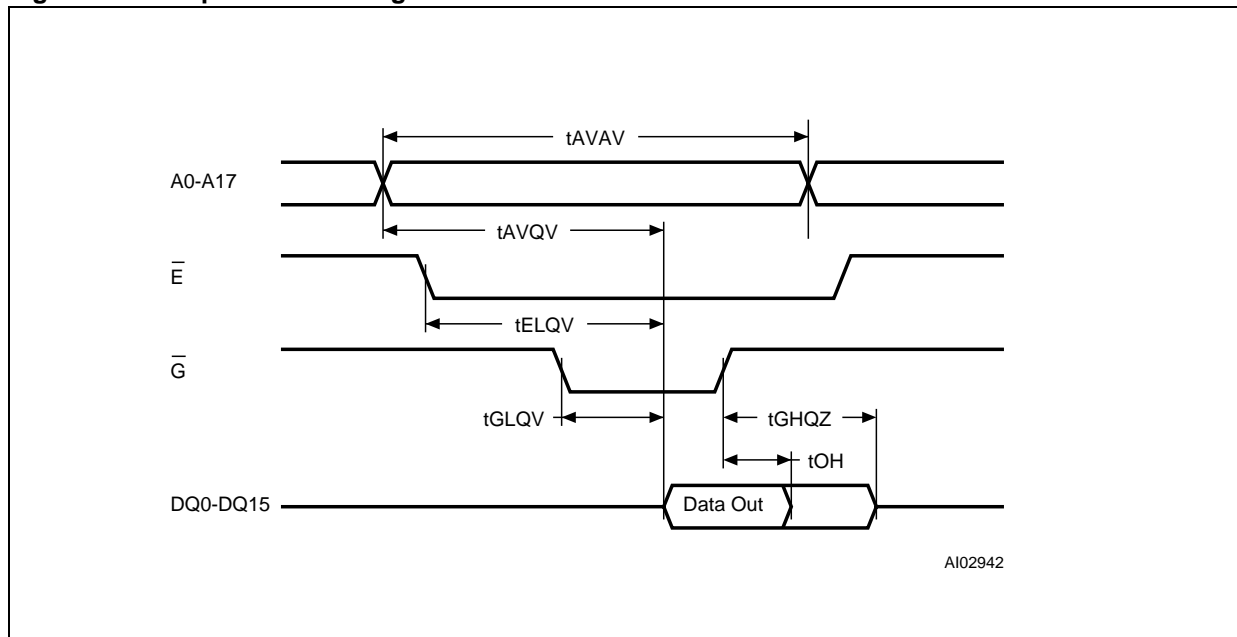 tAVAV
A0-A17
tAVQV
E
tELQV
G
tGLQV
tGHQZ
tOH
DQ0-DQ15
Data Out
AI02942